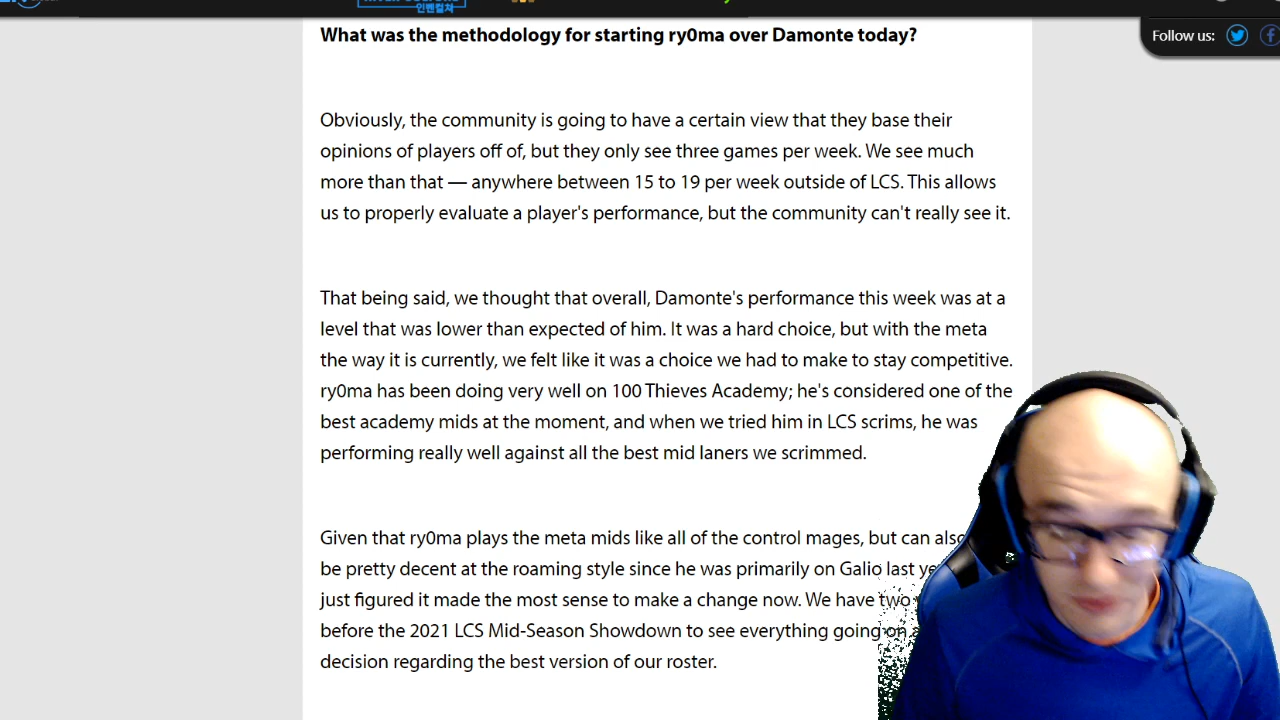 인벤컬쳐
Follow us:
What was the methodology for starting ry0ma over Damonte today?
Obviously, the community is going to have a certain view that they base their
opinions of players off of, but they only see three games per week. We see much
more than that — anywhere between 15 to 19 per week outside of LCS. This allows
us to properly evaluate a player's performance, but the community can't really see it.
That being said, we thought that overall, Damonte's performance this week was at a
level that was lower than expected of him. It was a hard choice, but with the meta
the way it is currently, we felt like it was a choice we had to make to stay competitive.
ry0ma has been doing very well on 100 Thieves Academy; he's considered one of the
best academy mids at the moment, and when we tried him in LCS scrims, he was
performing really well against all the best mid laners we scrimmed.
Given that ry0ma plays the meta mids like all of the control mages, but can also
be pretty decent at the roaming style since he was primarily on Galio last
just figured it made the most sense to make a change now. We have two
before the 2021 LCS Mid-Season Showdown to see everything going on
decision regarding the best version of our roster.